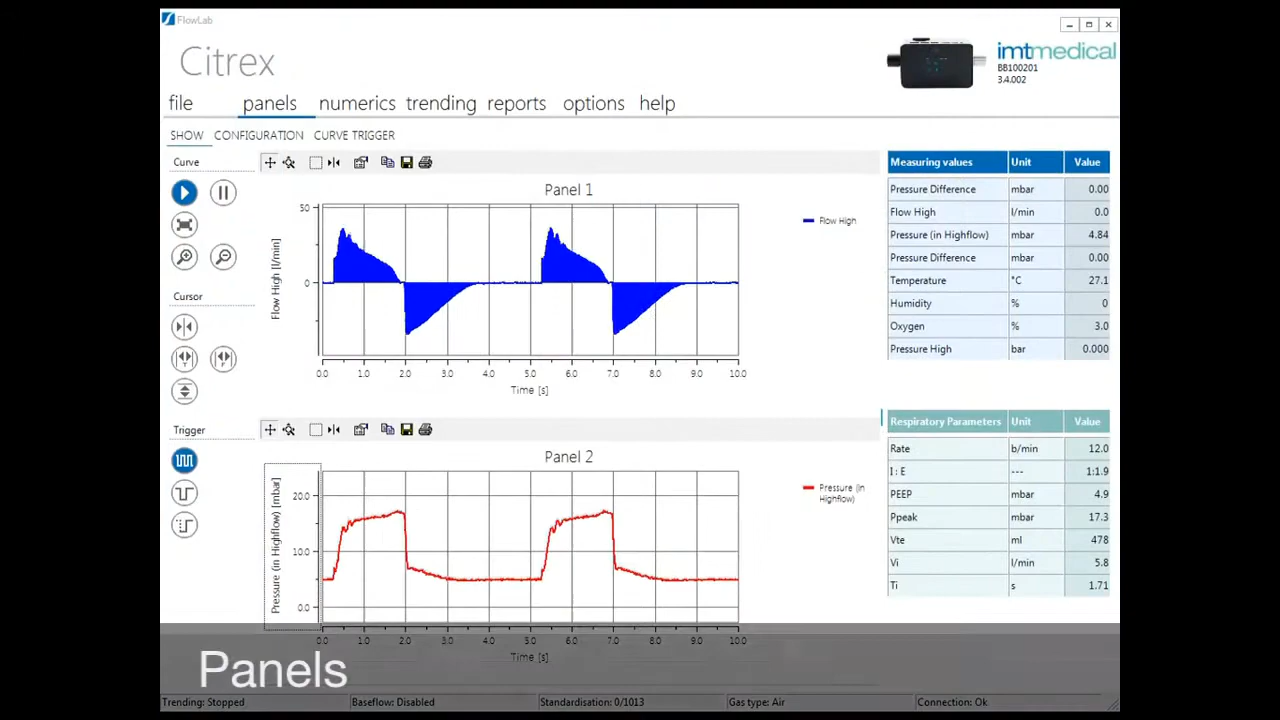 FlowLab
Citrex
imtmedical
BB100201
3.4.002
file panels numerics trending reports options help
SHOW CONFIGURATION CURVE TRIGGER
Curve
Cursor
Trigger
Panel 1
Flow High [l/min]
50
0
0.0 1.0 2.0 3.0 4.0 5.0 6.0 7.0 8.0 9.0 10.0
Time [s]
Flow High
Panel 2
Pressure (in Highflow) [mbar]
20.0
10.0
0.0
0.0 1.0 2.0 3.0 4.0 5.0 6.0 7.0 8.0 9.0 10.0
Time [s]
Pressure (in
Highflow)
Measuring values Unit Value
Pressure Difference mbar 0.00
Flow High l/min 0.0
Pressure (in Highflow) mbar 4.84
Pressure Difference mbar 0.00
Temperature °C 27.1
Humidity % 0
Oxygen % 3.0
Pressure High bar 0.000
Respiratory Parameters Unit Value
Rate b/min 12.0
I : E --- 1:1.9
PEEP mbar 4.9
Ppeak mbar 17.3
Vte ml 478
Vi l/min 5.8
Ti s 1.71
Panels
Trending: Stopped Baseflow: Disabled Standardisation: 0/1013 Gas type: Air Connection: Ok